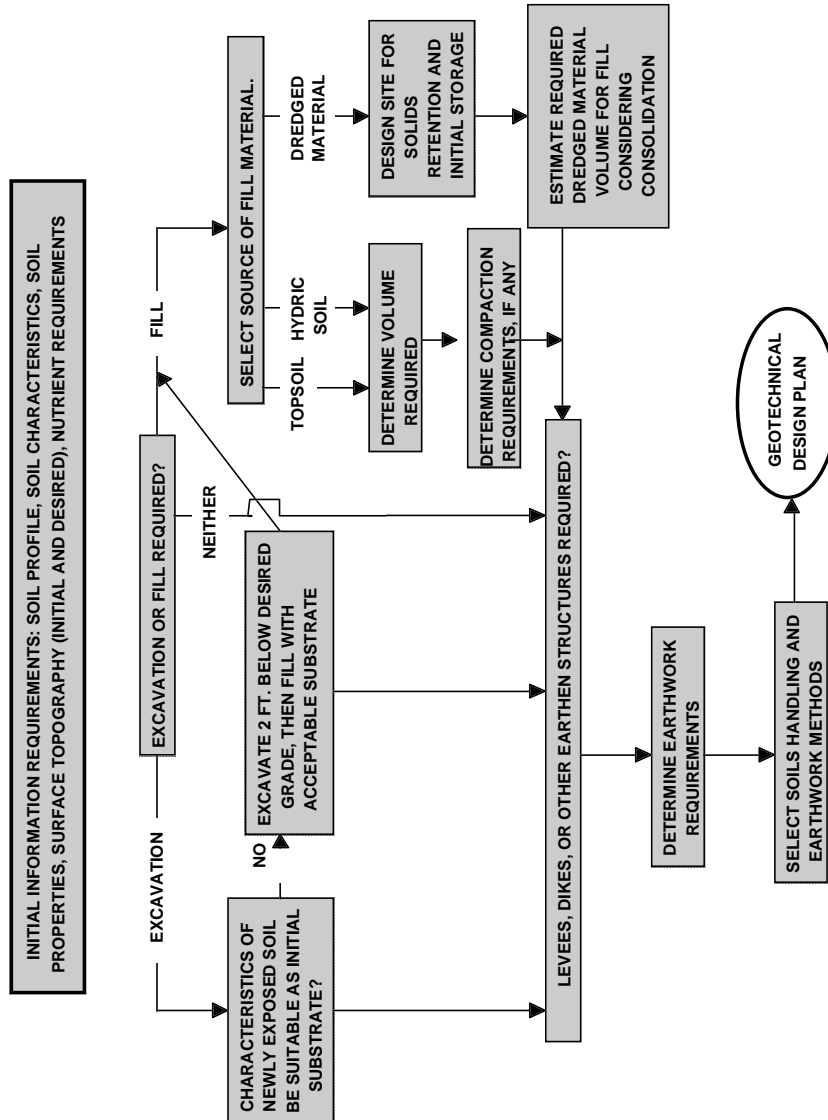 INITIAL INFORMATION REQUIREMENTS: SOIL PROFILE, SOIL CHARACTERISTICS, SOIL
PROPERTIES, SURFACE TOPOGRAPHY (INITIAL AND DESIRED), NUTRIENT REQUIREMENTS
EXCAVATION
EXCAVATION OR FILL REQUIRED?
FILL
NEITHER
CHARACTERISTICS OF
NEWLY EXPOSED SOIL
BE SUITABLE AS INITIAL
SUBSTRATE?
NO
EXCAVATE 2 FT. BELOW DESIRED
GRADE, THEN FILL WITH
ACCEPTABLE SUBSTRATE
SELECT SOURCE OF FILL MATERIAL.
TOPSOIL
HYDRIC
SOIL
DREDGED
MATERIAL
DETERMINE VOLUME
REQUIRED
DESIGN SITE FOR
SOLIDS
RETENTION AND
INITIAL STORAGE
DETERMINE COMPACTION
REQUIREMENTS, IF ANY
ESTIMATE REQUIRED
DREDGED MATERIAL
VOLUME FOR FILL
CONSIDERING
CONSOLIDATION
LEVEES, DIKES, OR OTHER EARTHEN STRUCTURES REQUIRED?
DETERMINE EARTHWORK
REQUIREMENTS
SELECT SOILS HANDLING AND
EARTHWORK METHODS
GEOTECHNICAL
DESIGN PLAN